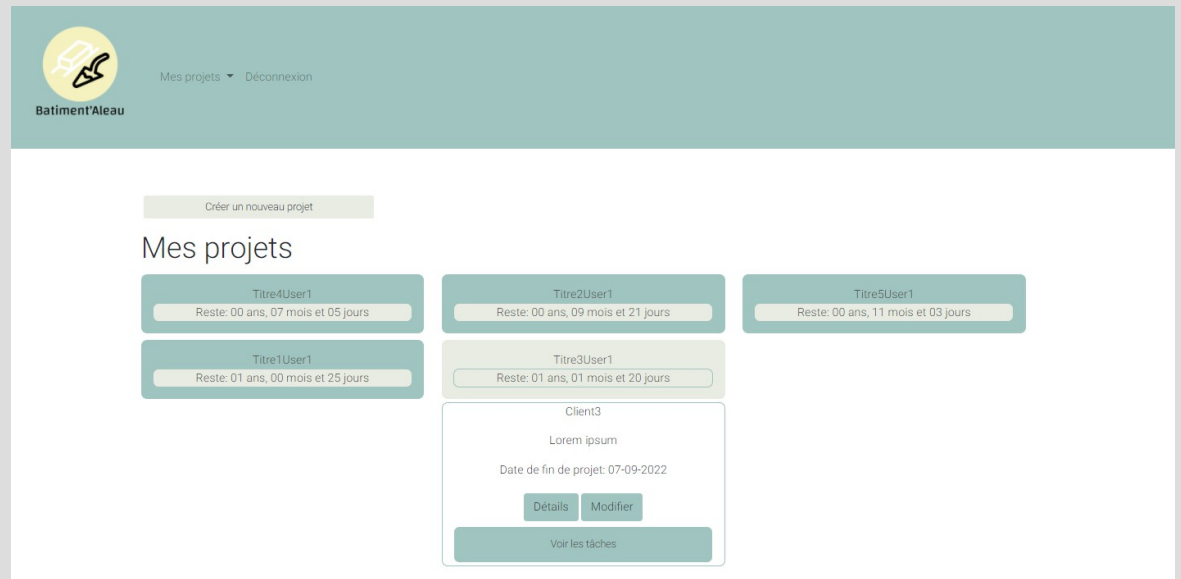 Batiment'Aleau
Mes projets Déconnexion
Créer un nouveau projet
Mes projets
Titre4User1
Reste: 00 ans, 07 mois et 05 jours
Titre2User1
Reste: 00 ans, 09 mois et 21 jours
Titre5User1
Reste: 00 ans, 11 mois et 03 jours
Titre1User1
Reste: 01 ans, 00 mois et 25 jours
Titre3User1
Reste: 01 ans, 01 mois et 20 jours
Client3
Lorem ipsum
Date de fin de projet: 07-09-2022
Détails Modifier
Voir les tâches